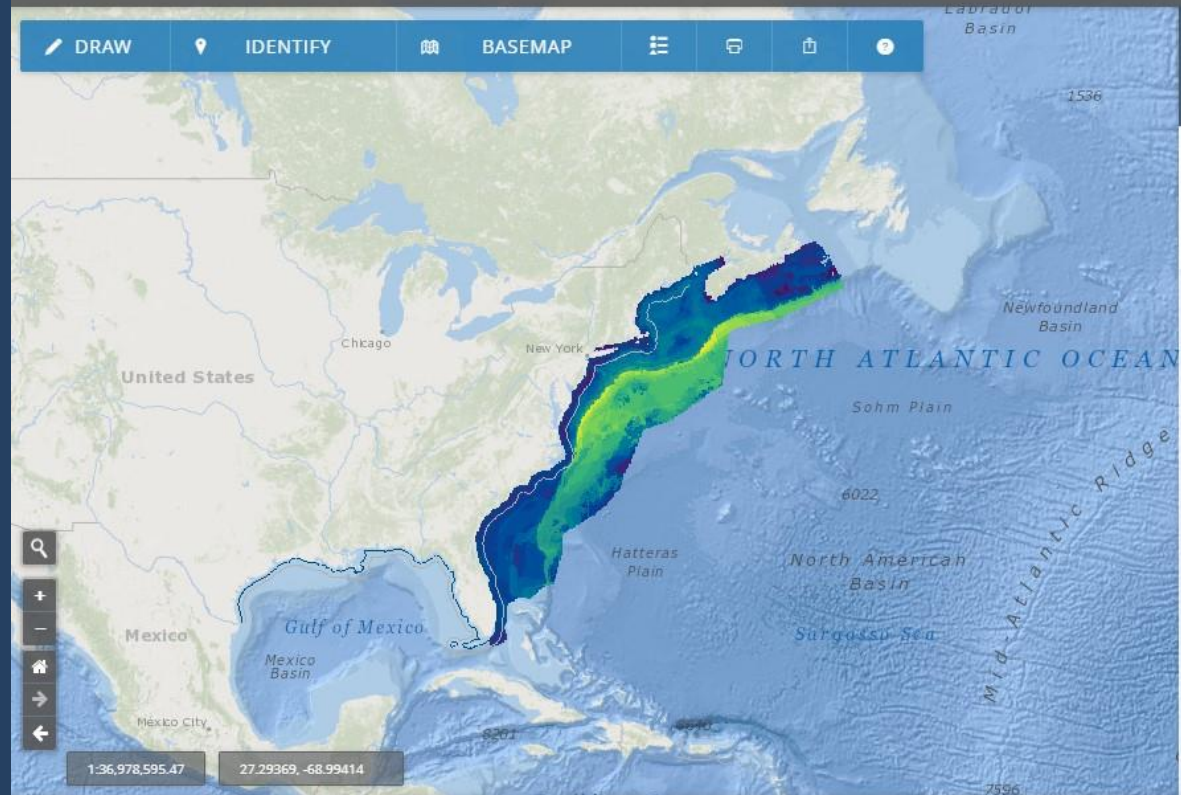 Labrador
Basin
DRAW
IDENTIFY
BASEMAP
?
1536
Newfoundland
Basin
Chicago
New York
NORTH ATLANTIC OCEAN
United States
Sohm Plain
Mid-Atlantic Ridge
6022
Hatteras
Plain
North American
Basin
+
−
Gulf of Mexico
Sargasso Sea
Mexico
Mexico
Basin
México City
8261
1:36,978,595.47
27.29369, -68.99414
7596